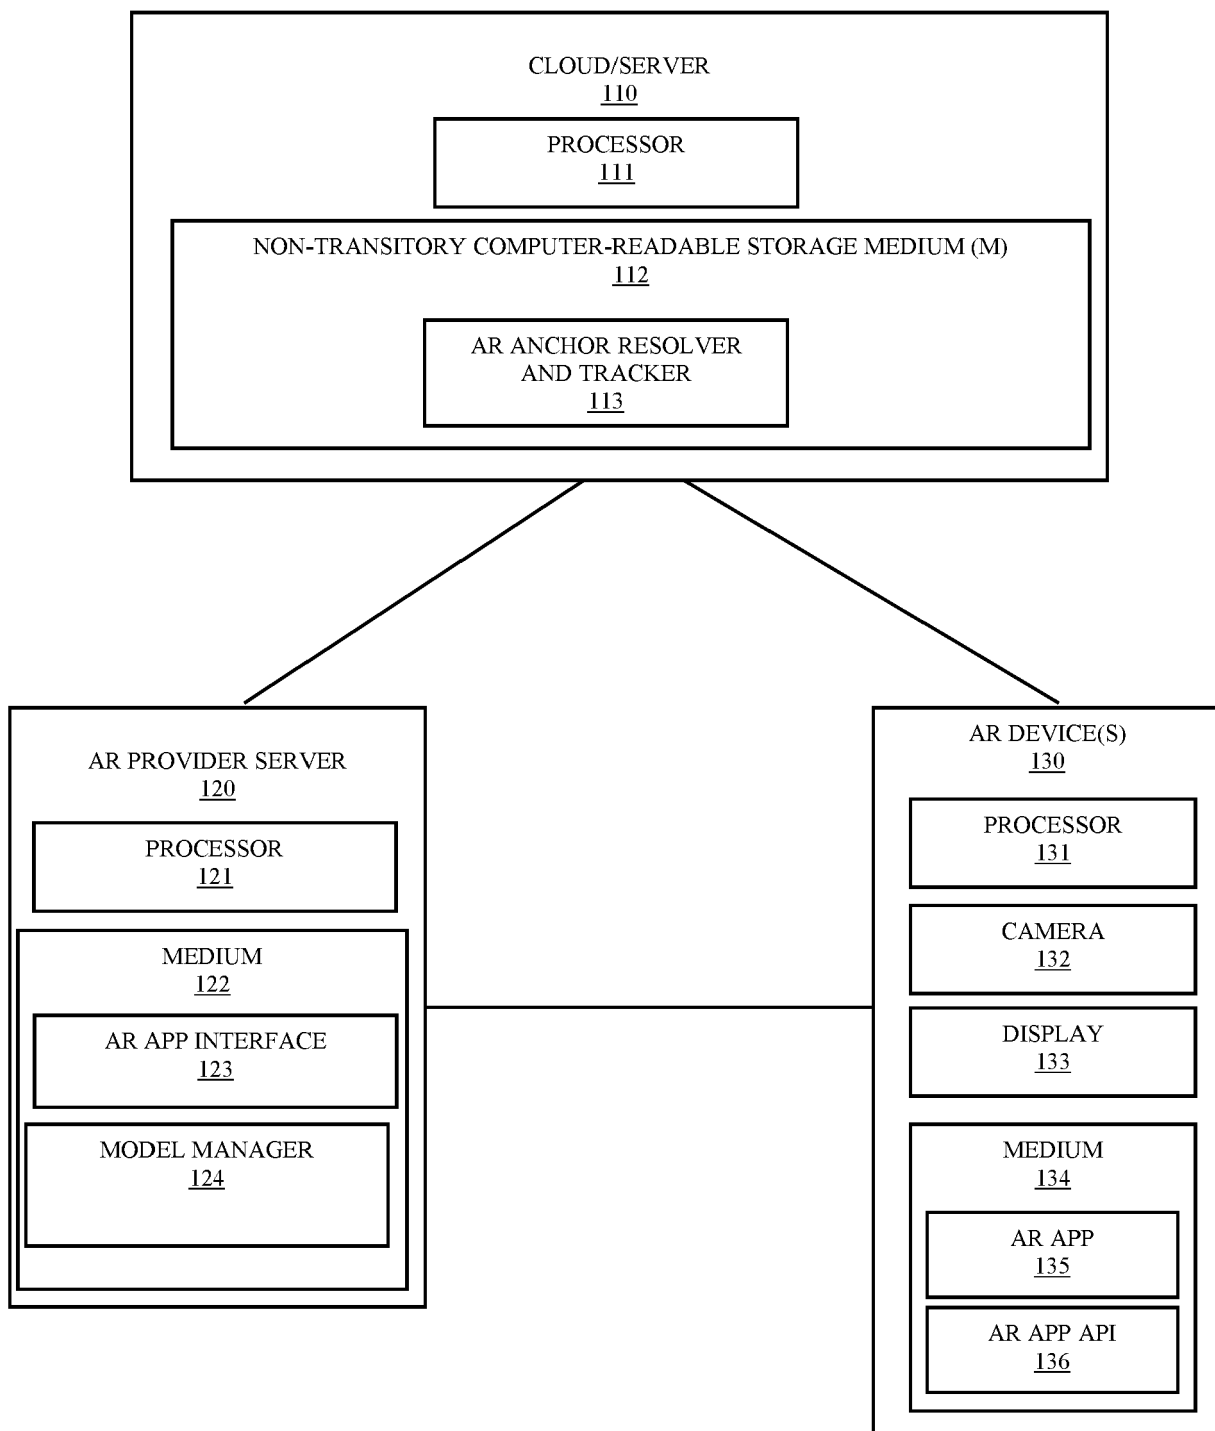 CLOUD/SERVER
110
PROCESSOR
111
NON-TRANSITORY COMPUTER-READABLE STORAGE MEDIUM (M)
112
AR ANCHOR RESOLVER
AND TRACKER
113
AR PROVIDER SERVER
120
PROCESSOR
121
MEDIUM
122
AR APP INTERFACE
123
MODEL MANAGER
124
AR DEVICE(S)
130
PROCESSOR
131
CAMERA
132
DISPLAY
133
MEDIUM
134
AR APP
135
AR APP API
136